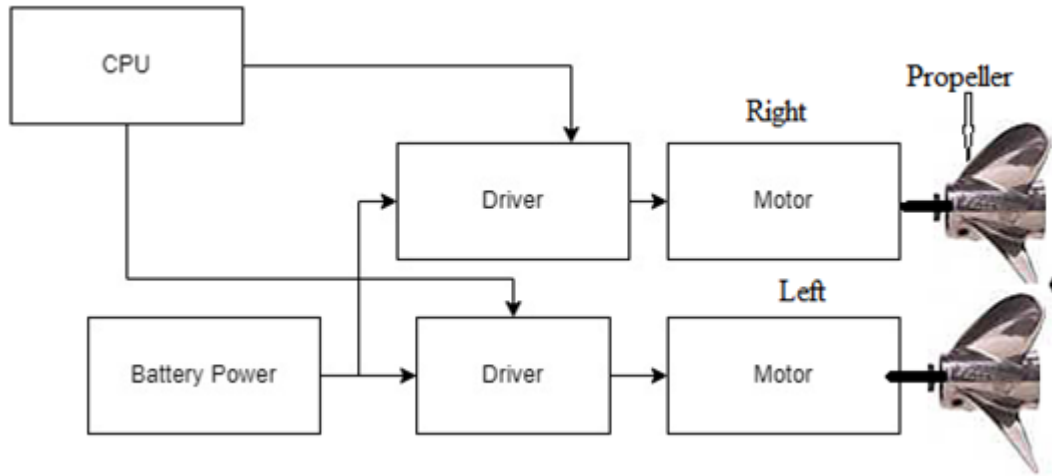 CPU
Propeller
Right
Driver
Motor
Left
Battery Power
Driver
Motor